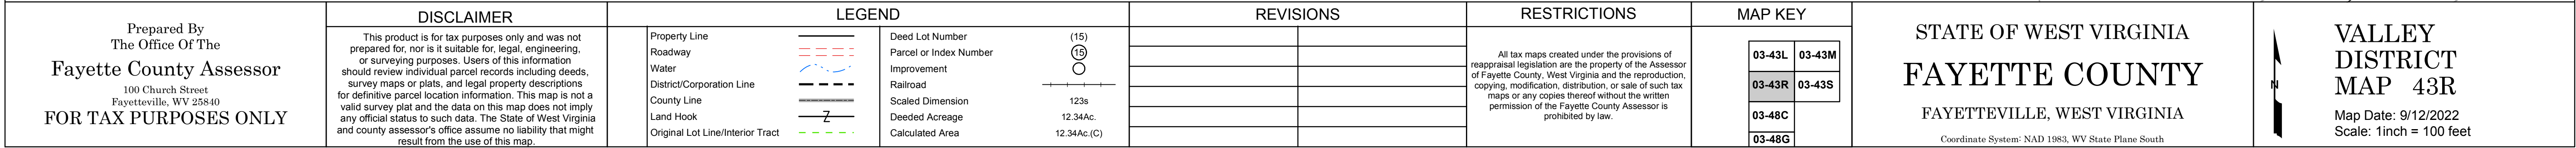 Prepared By
The Office Of The
Fayette County Assessor
100 Church Street
Fayetteville, WV 25840
FOR TAX PURPOSES ONLY
DISCLAIMER
This product is for tax purposes only and was not
prepared for, nor is it suitable for, legal, engineering,
or surveying purposes. Users of this information
should review individual parcel records including deeds,
survey maps or plats, and legal property descriptions
for definitive parcel location information. This map is not a
valid survey plat and the data on this map does not imply
any official status to such data. The State of West Virginia
and county assessor's office assume no liability that might
result from the use of this map.
LEGEND
Property Line
Roadway
Water
District/Corporation Line
County Line
Land Hook Z
Original Lot Line/Interior Tract
Deed Lot Number (15)
Parcel or Index Number 15
Improvement
Railroad
Scaled Dimension 123s
Deeded Acreage 12.34Ac.
Calculated Area 12.34Ac.(C)
REVISIONS
RESTRICTIONS
All tax maps created under the provisions of
reappraisal legislation are the property of the Assessor
of Fayette County, West Virginia and the reproduction,
copying, modification, distribution, or sale of such tax
maps or any copies thereof without the written
permission of the Fayette County Assessor is
prohibited by law.
MAP KEY
03-43L 03-43M
03-43R 03-43S
03-48C
03-48G
STATE OF WEST VIRGINIA
FAYETTE COUNTY
FAYETTEVILLE, WEST VIRGINIA
Coordinate System: NAD 1983, WV State Plane South
N
VALLEY
DISTRICT
MAP 43R
Map Date: 9/12/2022
Scale: 1inch = 100 feet